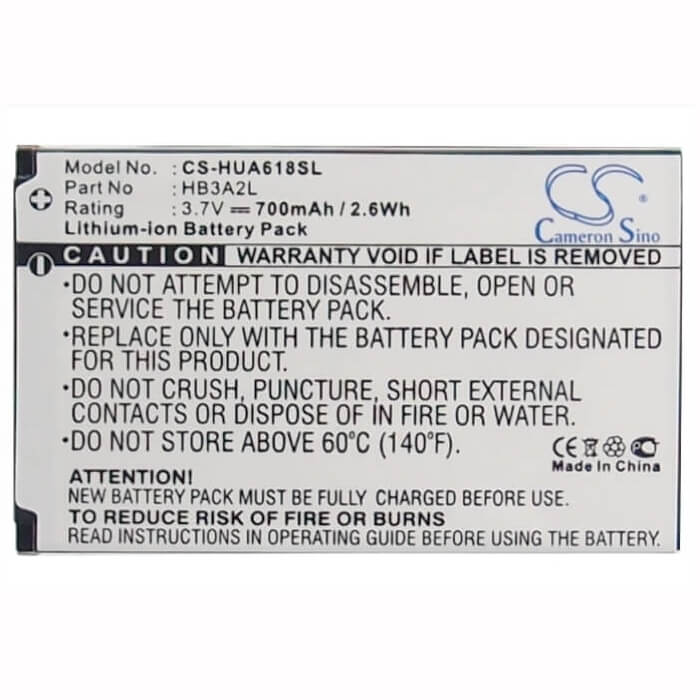 Model No.: CS-HUA618SL
Part No : HB3A2L
Rating : 3.7V ⎓ 700mAh / 2.6Wh
Lithium-ion Battery Pack
CS
Cameron Sino
CAUTION WARRANTY VOID IF LABEL IS REMOVED
·DO NOT ATTEMPT TO DISASSEMBLE, OPEN OR
SERVICE THE BATTERY PACK.
·REPLACE ONLY WITH THE BATTERY PACK DESIGNATED
FOR THIS PRODUCT.
·DO NOT CRUSH, PUNCTURE, SHORT EXTERNAL
CONTACTS OR DISPOSE OF IN FIRE OR WATER.
·DO NOT STORE ABOVE 60°C (140°F).
CE
Made In China
ATTENTION!
NEW BATTERY PACK MUST BE FULLY CHARGED BEFORE USE.
TO REDUCE RISK OF FIRE OR BURNS
READ INSTRUCTIONS IN OPERATING GUIDE BEFORE USING THE BATTERY.